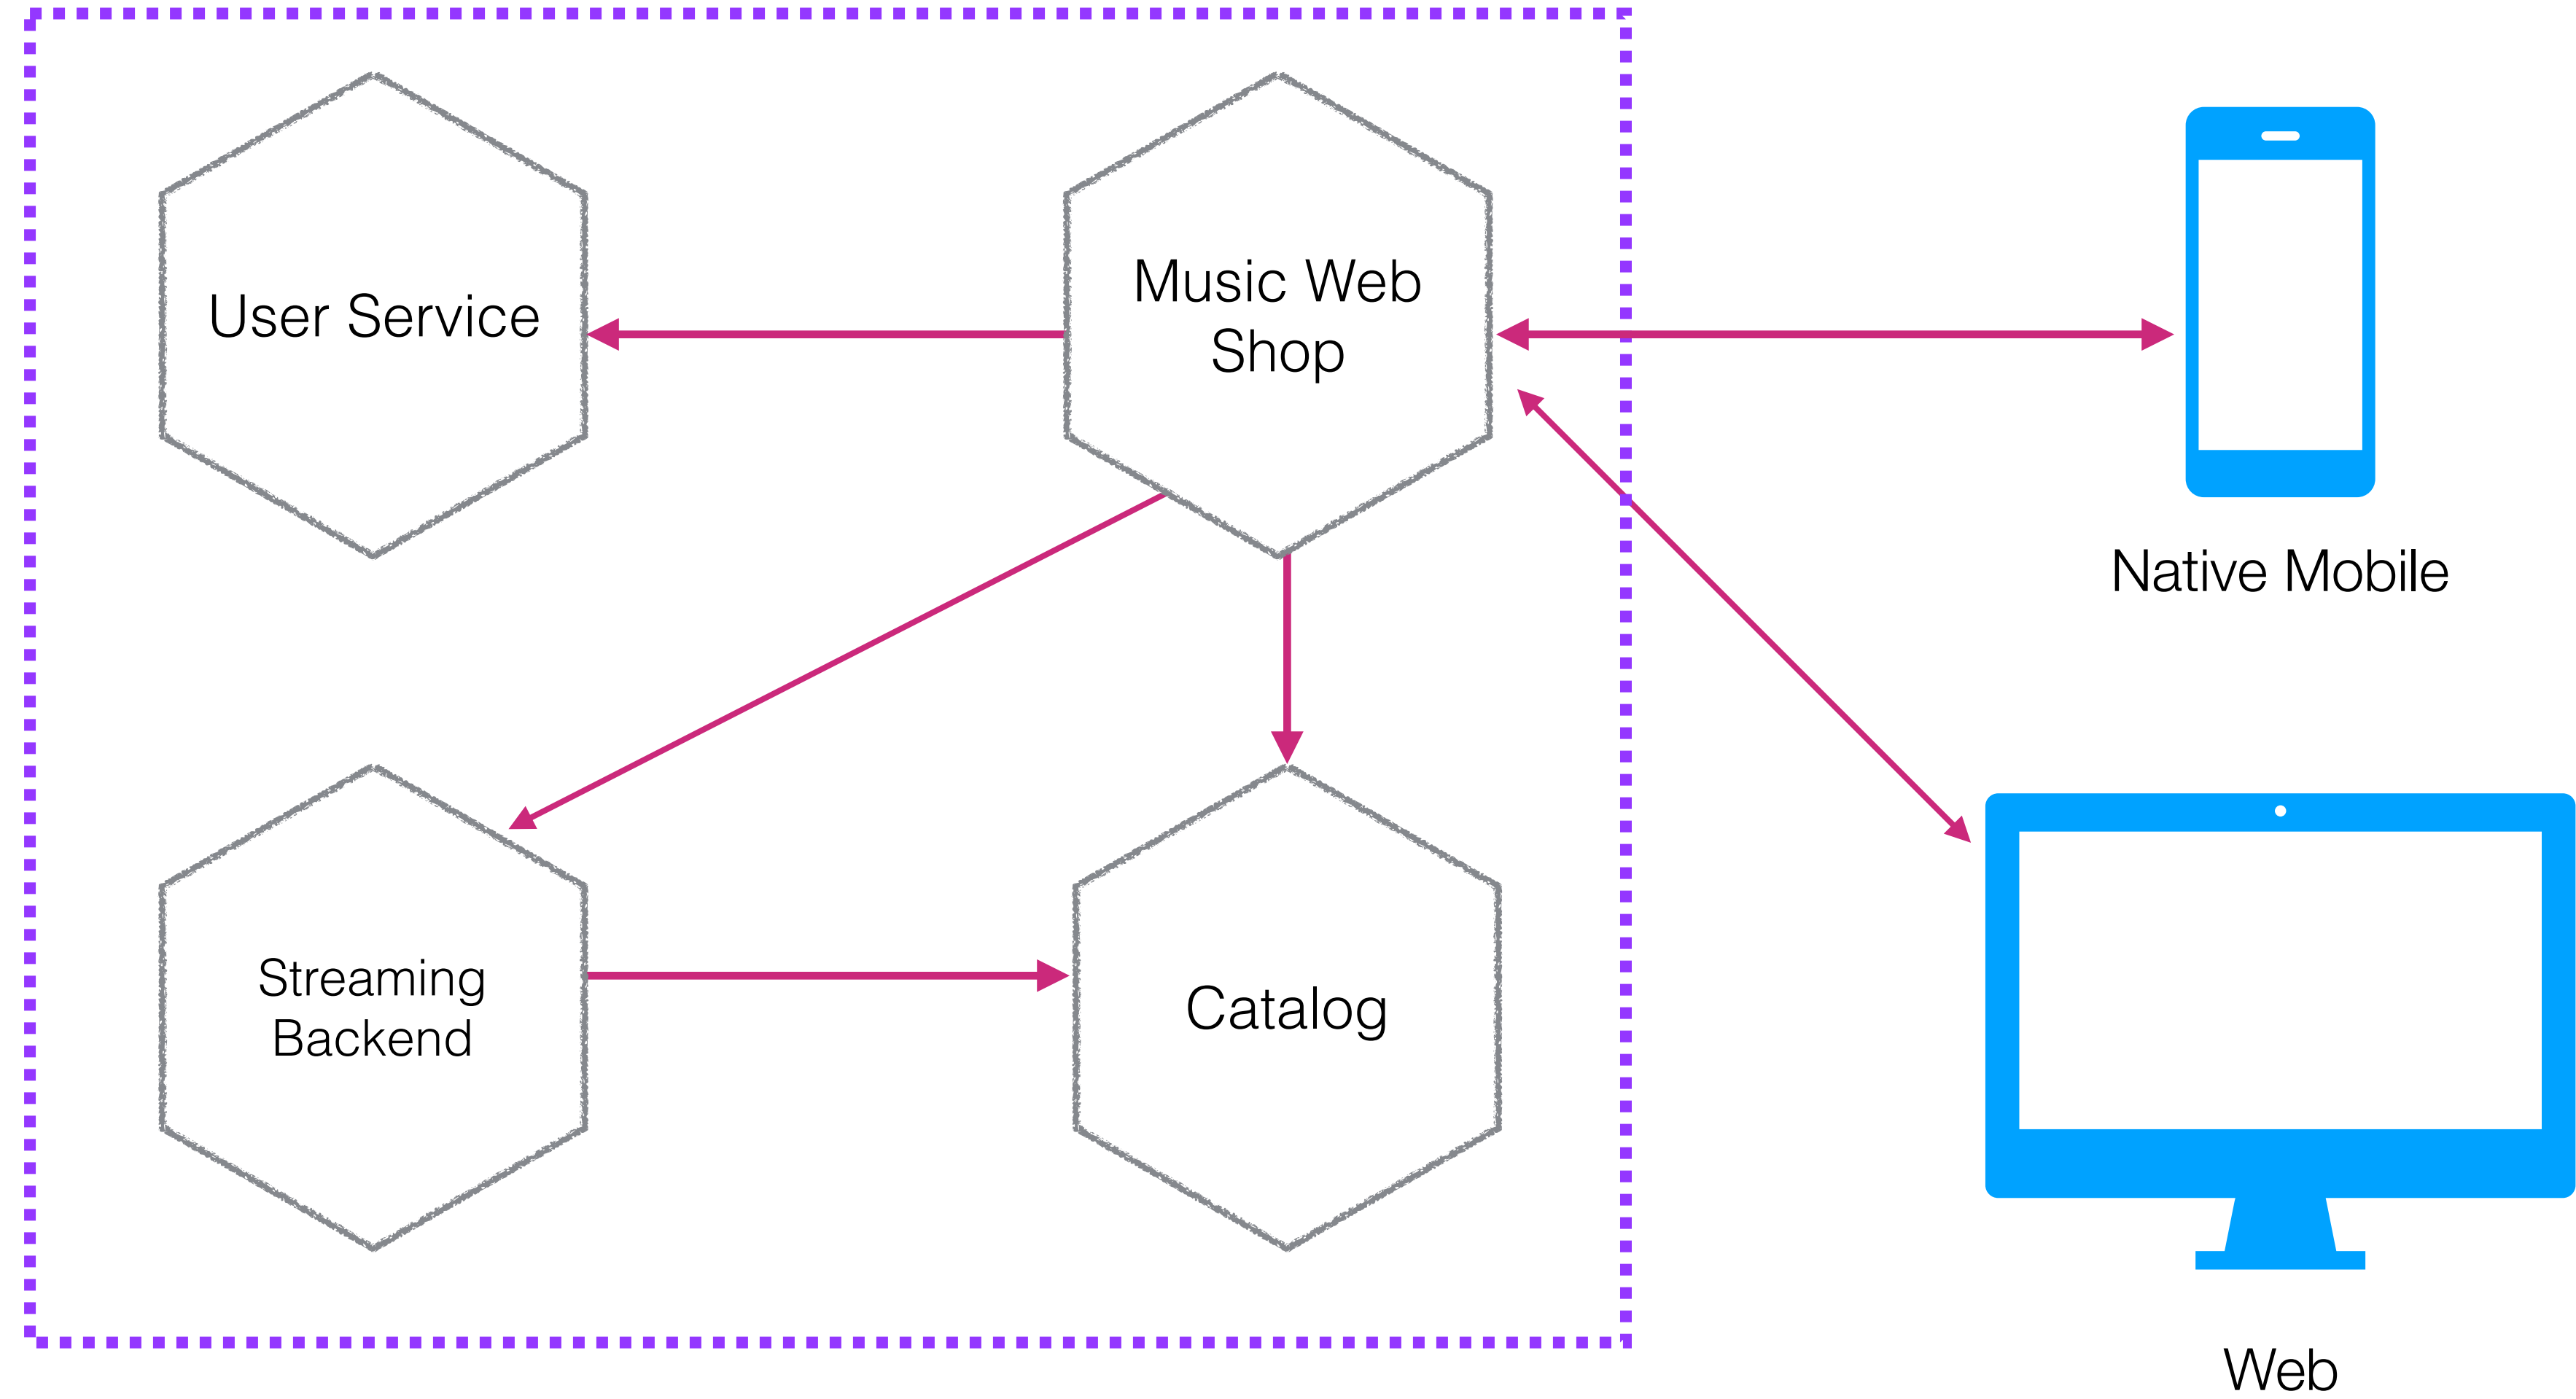 User Service
Music Web
Shop
Native Mobile
Streaming
Backend
Catalog
Web